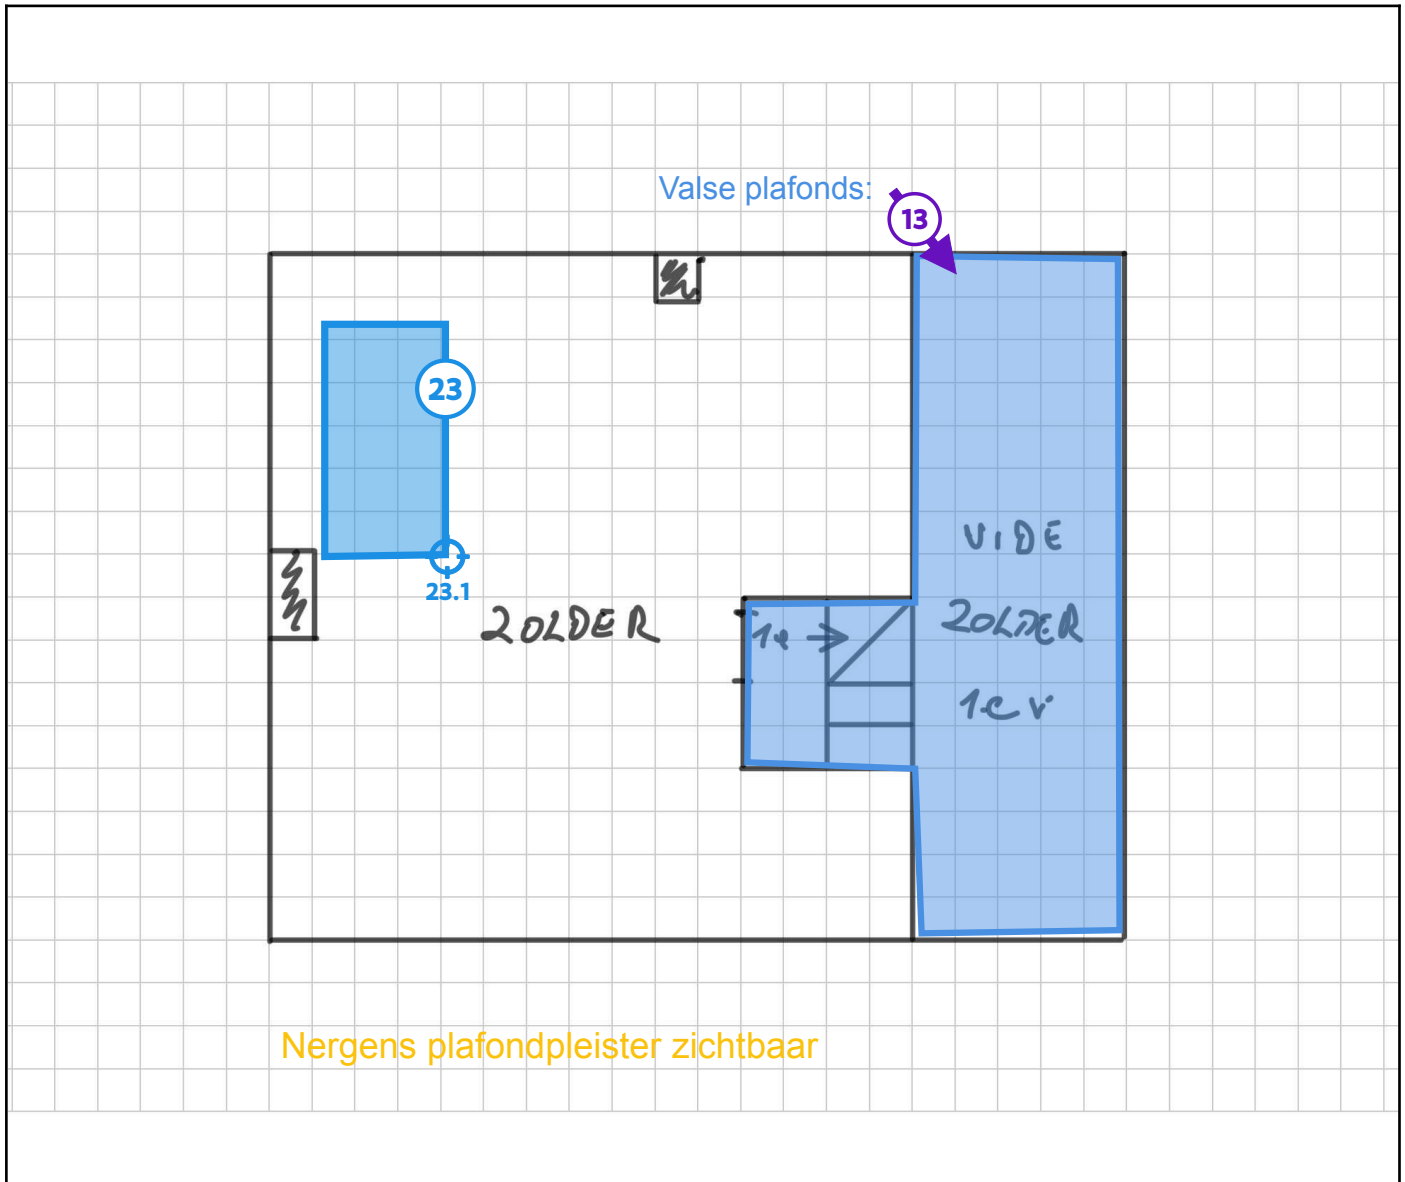 Valse plafonds:
13
23
23.1
VIDE
ZOLDER
ZOLDER
1e
1e v
Nergens plafondpleister zichtbaar